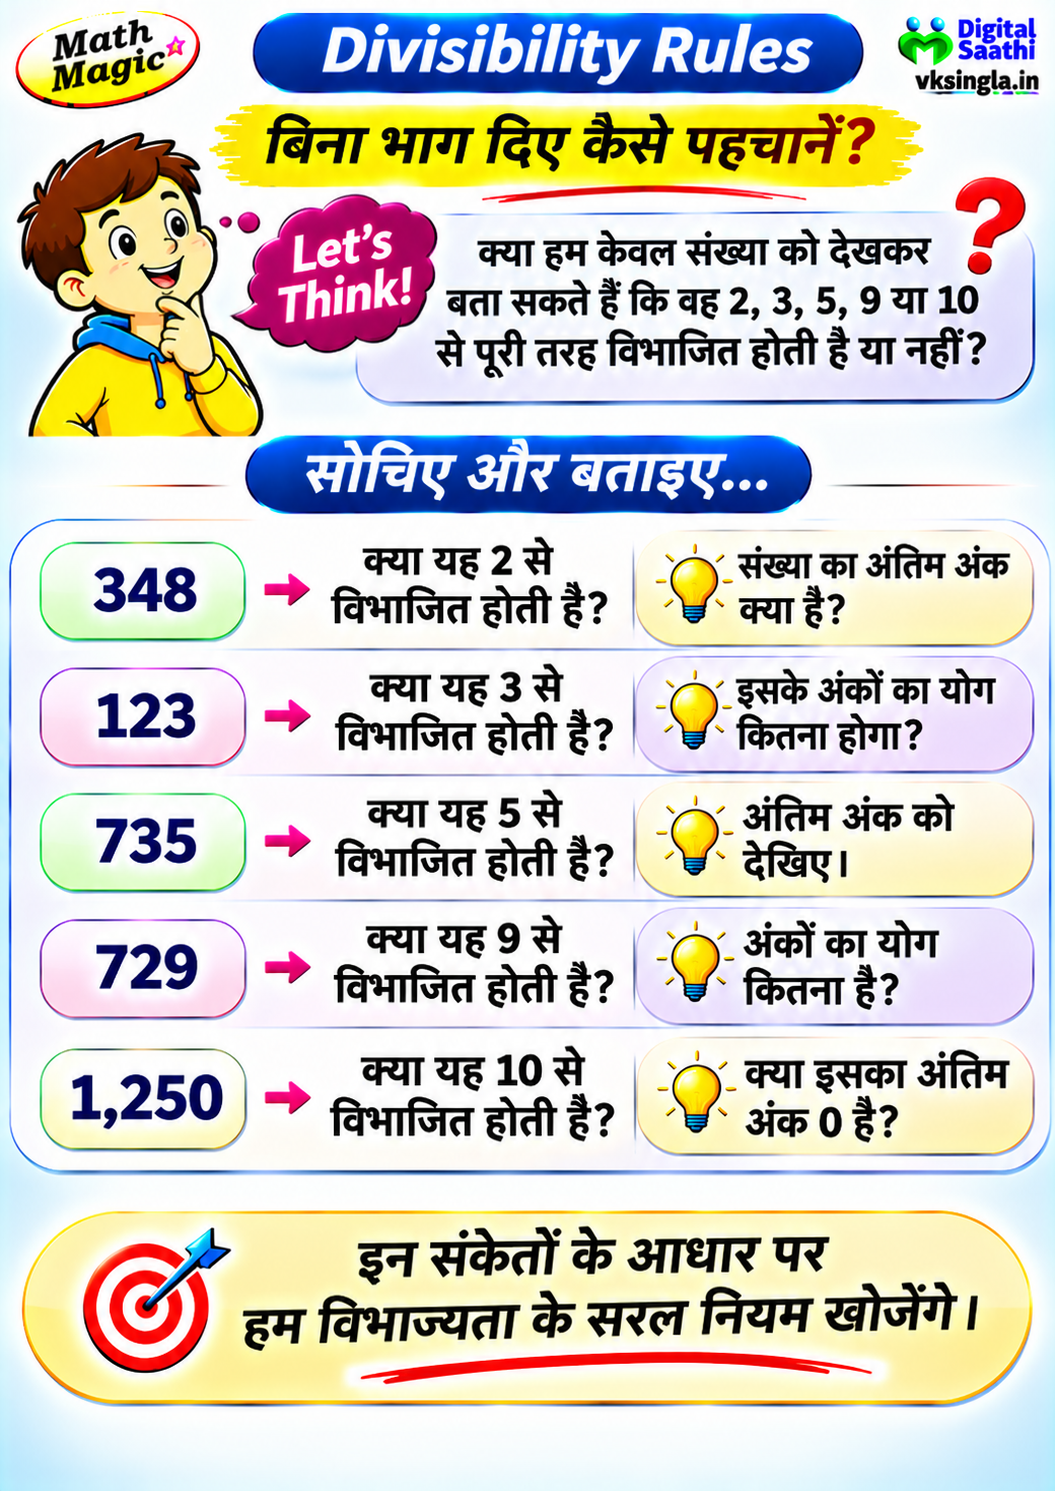 Math
Magic
Divisibility Rules
Digital
Saathi
vksingla.in
बिना भाग दिए कैसे पहचानें?
Let's
Think!
क्या हम केवल संख्या को देखकर
बता सकते हैं कि वह 2, 3, 5, 9 या 10
से पूरी तरह विभाजित होती है या नहीं?
?
सोचिए और बताइए...
348
क्या यह 2 से
विभाजित होती है?
संख्या का अंतिम अंक
क्या है?
123
क्या यह 3 से
विभाजित होती है?
इसके अंकों का योग
कितना होगा?
735
क्या यह 5 से
विभाजित होती है?
अंतिम अंक को
देखिए।
729
क्या यह 9 से
विभाजित होती है?
अंकों का योग
कितना है?
1,250
क्या यह 10 से
विभाजित होती है?
क्या इसका अंतिम
अंक 0 है?
इन संकेतों के आधार पर
हम विभाज्यता के सरल नियम खोजेंगे।